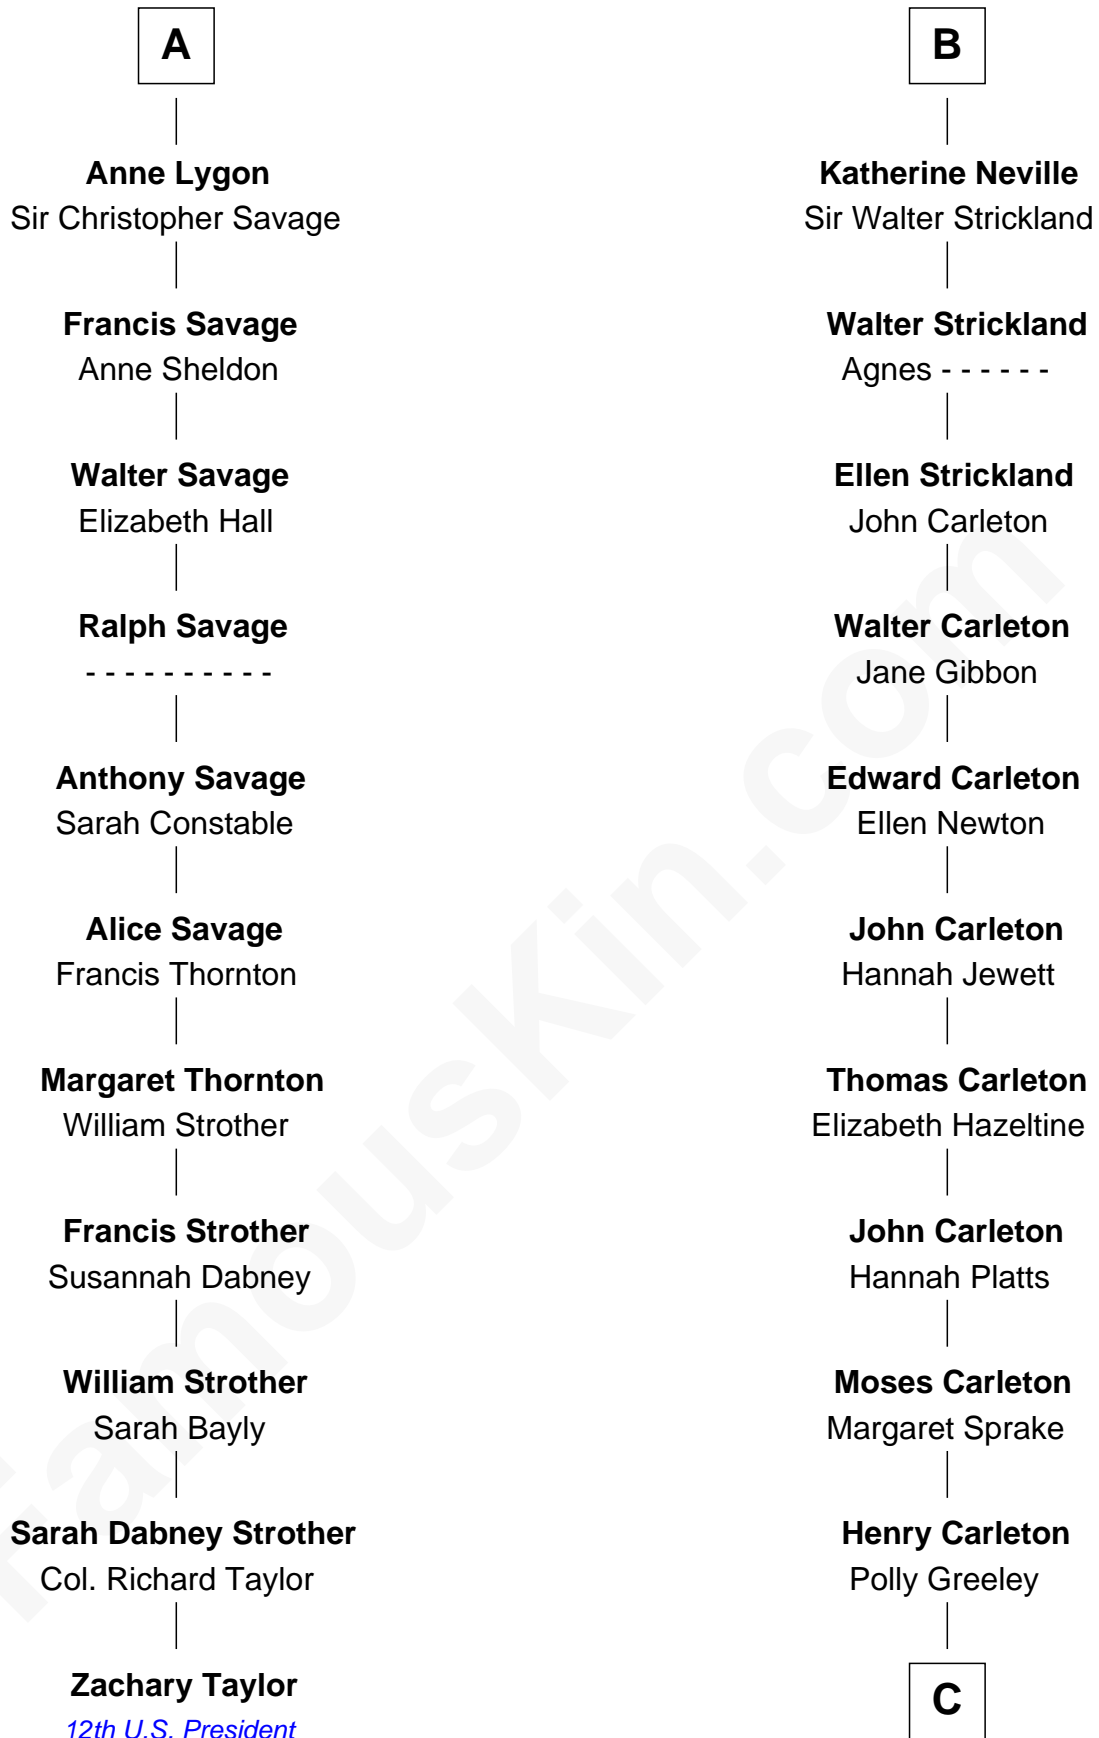 A
Anne Lygon
Sir Christopher Savage
Francis Savage
Anne Sheldon
Walter Savage
Elizabeth Hall
Ralph Savage
- - - - - - - - - -
Anthony Savage
Sarah Constable
Alice Savage
Francis Thornton
Margaret Thornton
William Strother
Francis Strother
Susannah Dabney
William Strother
Sarah Bayly
Sarah Dabney Strother
Col. Richard Taylor
Zachary Taylor
12th U.S. President
B
Katherine Neville
Sir Walter Strickland
Walter Strickland
Agnes - - - - - -
Ellen Strickland
John Carleton
Walter Carleton
Jane Gibbon
Edward Carleton
Ellen Newton
John Carleton
Hannah Jewett
Thomas Carleton
Elizabeth Hazeltine
John Carleton
Hannah Platts
Moses Carleton
Margaret Sprake
Henry Carleton
Polly Greeley
C
FamousKin.com